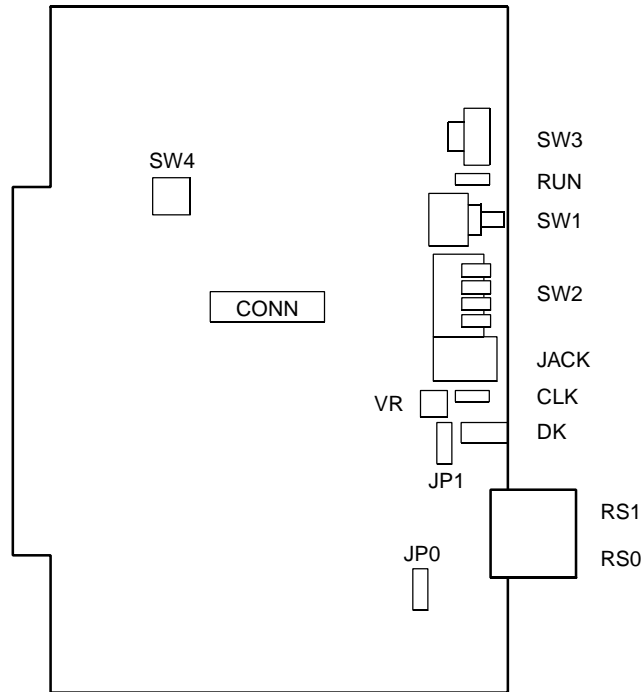 SW3
SW4
RUN
SW1
SW2
CONN
JACK
CLK
VR
DK
JP1
RS1
JP0
RS0